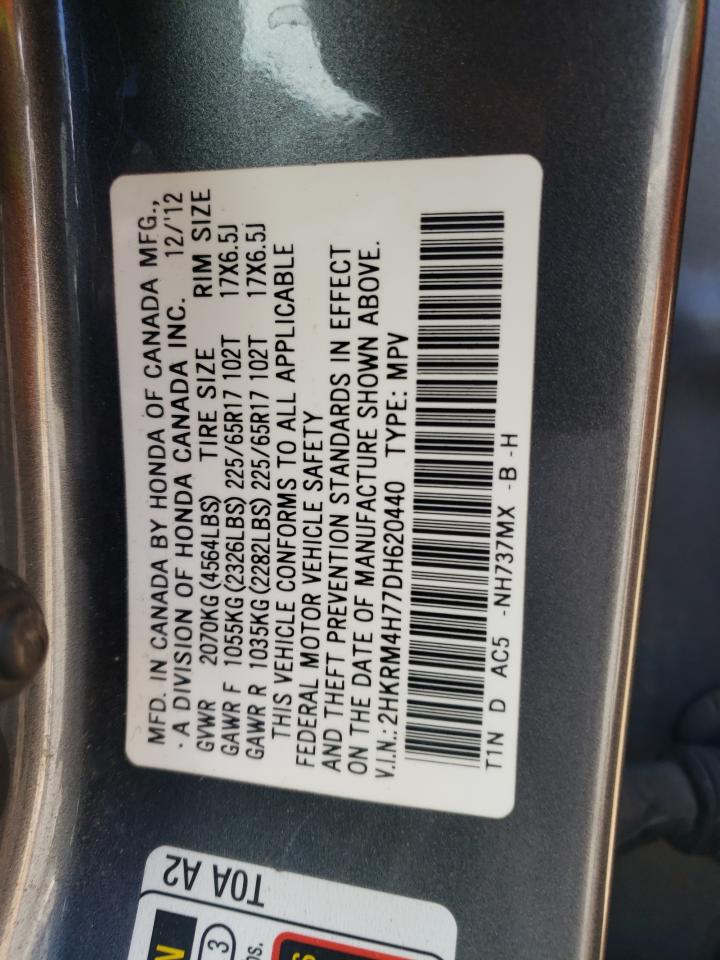 MFD. IN CANADA BY HONDA OF CANADA MFG.,
· A DIVISION OF HONDA CANADA INC. 12/'12
GVWR 2070KG (4564LBS) TIRE SIZE RIM SIZE
GAWR F 1055KG (2326LBS) 225/65R17 102T 17X6.5J
GAWR R 1035KG (2282LBS) 225/65R17 102T 17X6.5J
THIS VEHICLE CONFORMS TO ALL APPLICABLE
FEDERAL MOTOR VEHICLE SAFETY
AND THEFT PREVENTION STANDARDS IN EFFECT
ON THE DATE OF MANUFACTURE SHOWN ABOVE.
V.I.N.: 2HKRM4H77DH620440 TYPE: MPV
T1N D AC5 -NH737MX -B -H
T0A A2
3